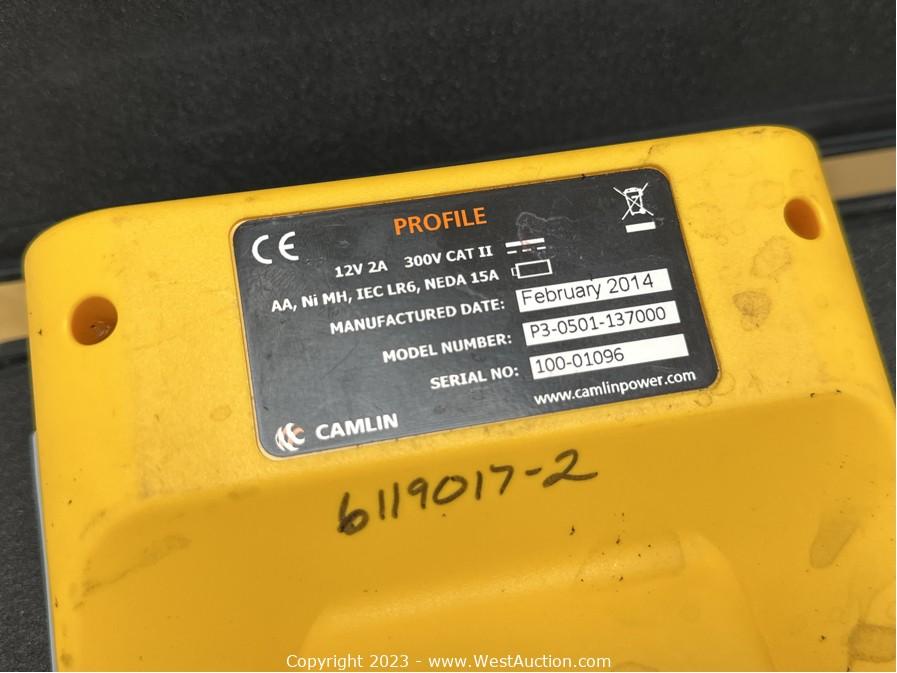 CE
PROFILE
12V 2A 300V CAT II
AA, Ni MH, IEC LR6, NEDA 15A
MANUFACTURED DATE: February 2014
MODEL NUMBER: P3-0501-137000
SERIAL NO: 100-01096
www.camlinpower.com
CAMLIN
6119017-2
Copyright 2023 - www.WestAuction.com